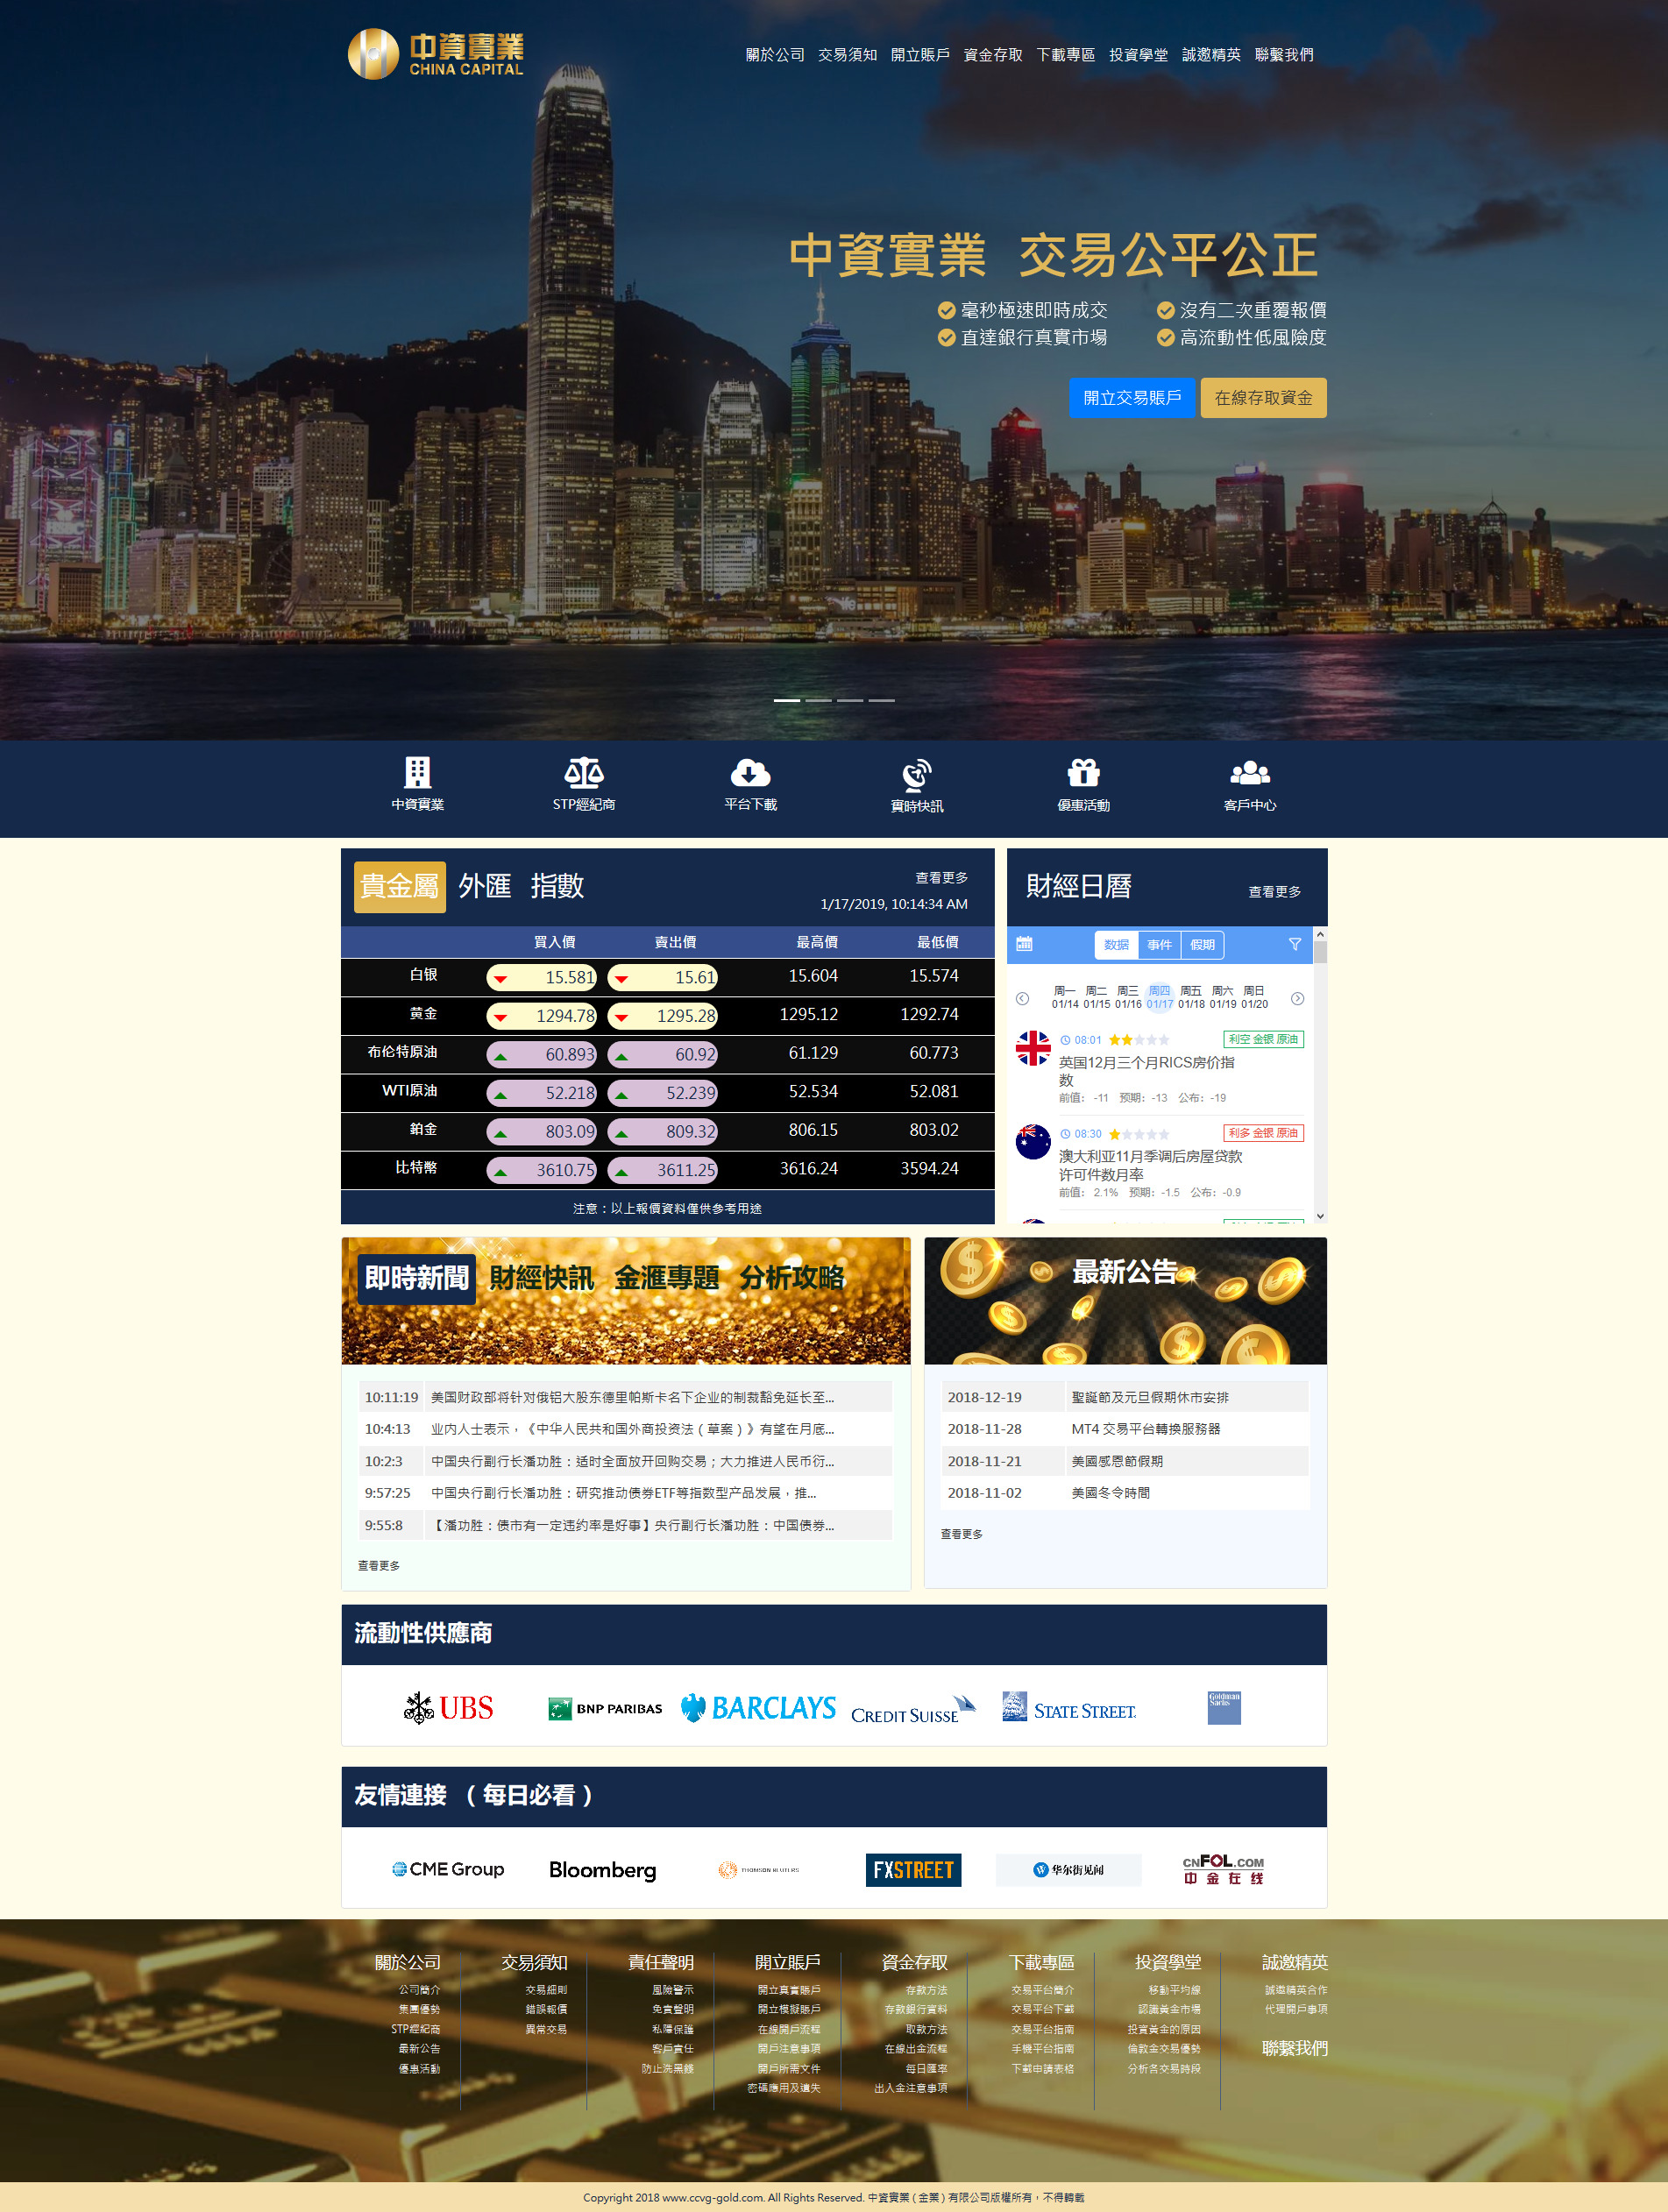 中資實業
CHINA CAPITAL
關於公司 交易須知 開立賬戶 資金存取 下載專區 投資學堂 誠邀精英 聯繫我們
中資實業 交易公平公正
毫秒極速即時成交 沒有二次重覆報價
直達銀行真實市場 高流動性低風險度
開立交易賬戶 在線存取資金
中資實業 STP經紀商 平台下載 實時快訊 優惠活動 客戶中心
貴金屬 外匯 指數 查看更多
1/17/2019, 10:14:34 AM
買入價 賣出價 最高價 最低價
白银 15.581 15.61 15.604 15.574
黄金 1294.78 1295.28 1295.12 1292.74
布伦特原油 60.893 60.92 61.129 60.773
WTI原油 52.218 52.239 52.534 52.081
鉑金 803.09 809.32 806.15 803.02
比特幣 3610.75 3611.25 3616.24 3594.24
注意：以上報價資料僅供參考用途
財經日曆 查看更多
数据 事件 假期
周一 周二 周三 周四 周五 周六 周日
01/14 01/15 01/16 01/17 01/18 01/19 01/20
08:01 利空 金银 原油
英国12月三个月RICS房价指
数
前值： -11 预期：-13 公布：-19
08:30 利多 金银 原油
澳大利亚11月季调后房屋贷款
许可件数月率
前值： 2.1% 预期：-1.5 公布：-0.9
即時新聞 財經快訊 金滙專題 分析攻略
10:11:19 美国财政部将针对俄铝大股东德里帕斯卡名下企业的制裁豁免延长至...
10:4:13 业内人士表示，《中华人民共和国外商投资法（草案）》有望在月底...
10:2:3 中国央行副行长潘功胜：适时全面放开回购交易；大力推进人民币衍...
9:57:25 中国央行副行长潘功胜：研究推动债券ETF等指数型产品发展，推...
9:55:8 【潘功胜：债市有一定违约率是好事】央行副行长潘功胜：中国债券...
查看更多
最新公告
2018-12-19 聖誕節及元旦假期休市安排
2018-11-28 MT4 交易平台轉換服務器
2018-11-21 美國感恩節假期
2018-11-02 美國冬令時間
查看更多
流動性供應商
UBS BNP PARIBAS BARCLAYS CREDIT SUISSE STATE STREET. Goldman
Sachs
友情連接 （ 每日必看 ）
CME Group Bloomberg THOMSON REUTERS FXSTREET 华尔街见闻 CNFOL.COM
中金在线
關於公司
公司簡介
集團優勢
STP經紀商
最新公告
優惠活動
交易須知
交易細則
錯誤報價
異常交易
責任聲明
風險警示
免責聲明
私隱保護
客戶責任
防止洗黑錢
開立賬戶
開立真實賬戶
開立模擬賬戶
在線開戶流程
開戶注意事項
開戶所需文件
密碼應用及遺失
資金存取
存款方法
存款銀行資料
取款方法
在線出金流程
每日匯率
出入金注意事項
下載專區
交易平台簡介
交易平台下載
交易平台指南
手機平台指南
下載申請表格
投資學堂
移動平均線
認識黃金市場
投資黃金的原因
倫敦金交易優勢
分析各交易時段
誠邀精英
誠邀精英合作
代理開戶事項
聯繫我們
Copyright 2018 www.ccvg-gold.com. All Rights Reserved. 中資實業 ( 金業 ) 有限公司版權所有，不得轉載